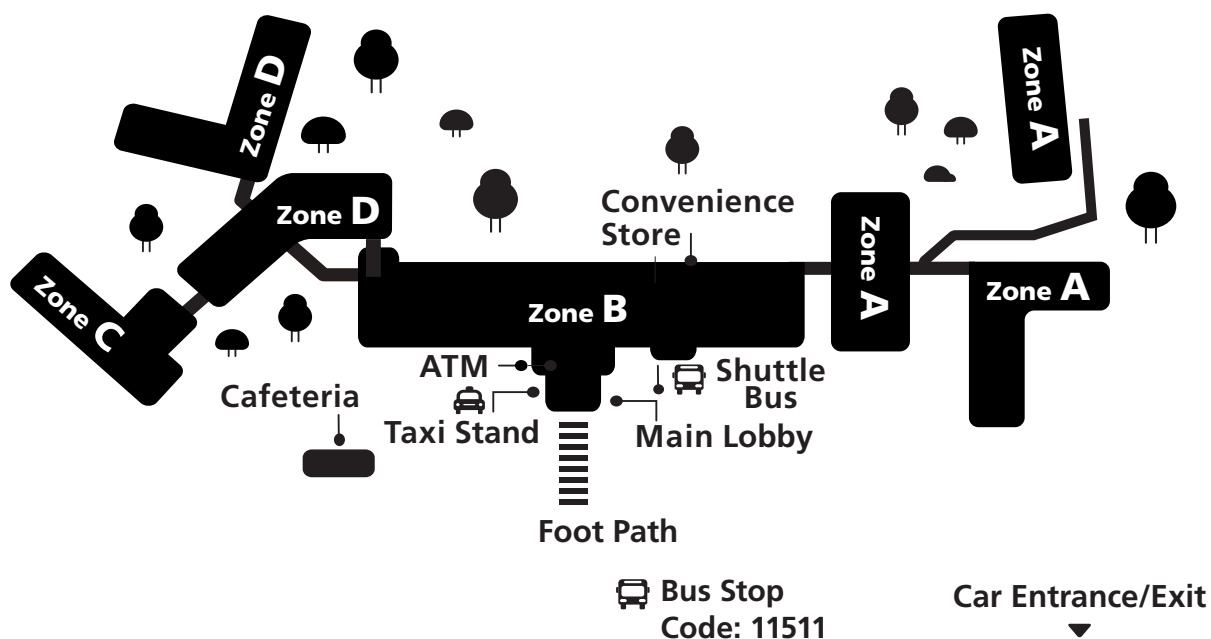 Zone D
Zone A
Convenience
Store
Zone D
Zone A
Zone A
Zone C
Zone B
ATM
Shuttle
Bus
Cafeteria
Taxi Stand
Main Lobby
Foot Path
Bus Stop
Code: 11511
Car Entrance/Exit